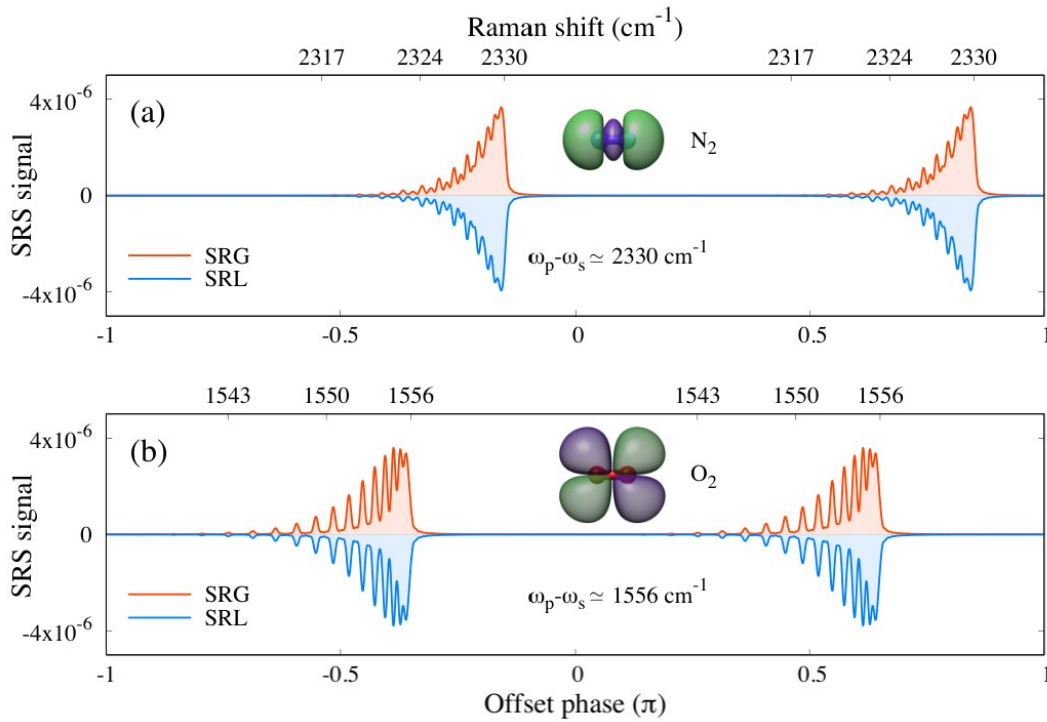 Raman shift (cm⁻¹)
2317 2324 2330 2317 2324 2330
(a)
N₂
SRS signal
4x10⁻⁶
0
-4x10⁻⁶
SRG
SRL
ωₚ-ωₛ ≃ 2330 cm⁻¹
-1 -0.5 0 0.5 1
1543 1550 1556 1543 1550 1556
(b)
O₂
SRS signal
4x10⁻⁶
0
-4x10⁻⁶
SRG
SRL
ωₚ-ωₛ ≃ 1556 cm⁻¹
-1 -0.5 0 0.5 1
Offset phase (π)